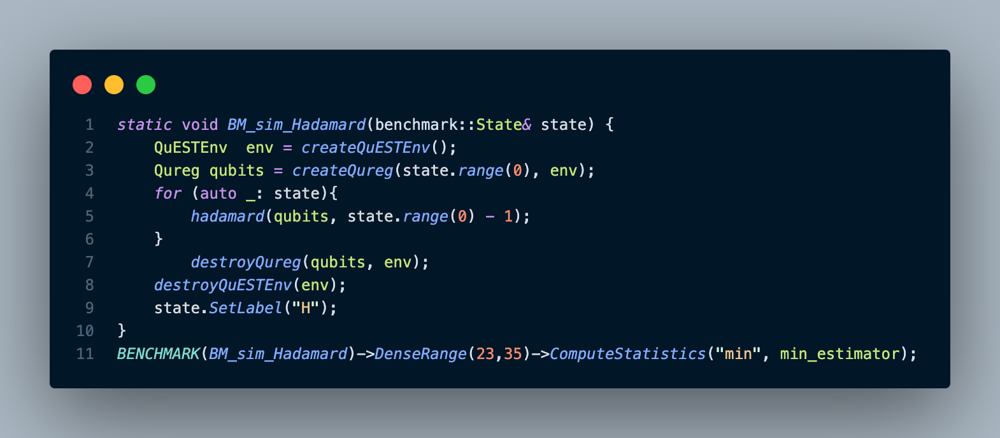 1 static void BM_sim_Hadamard(benchmark::State& state) {
2     QuESTEnv  env = createQuESTEnv();
3     Qureg qubits = createQureg(state.range(0), env);
4     for (auto _: state){
5         hadamard(qubits, state.range(0) - 1);
6     }
7         destroyQureg(qubits, env);
8     destroyQuESTEnv(env);
9     state.SetLabel("H");
10 }
11 BENCHMARK(BM_sim_Hadamard)->DenseRange(23,35)->ComputeStatistics("min", min_estimator);